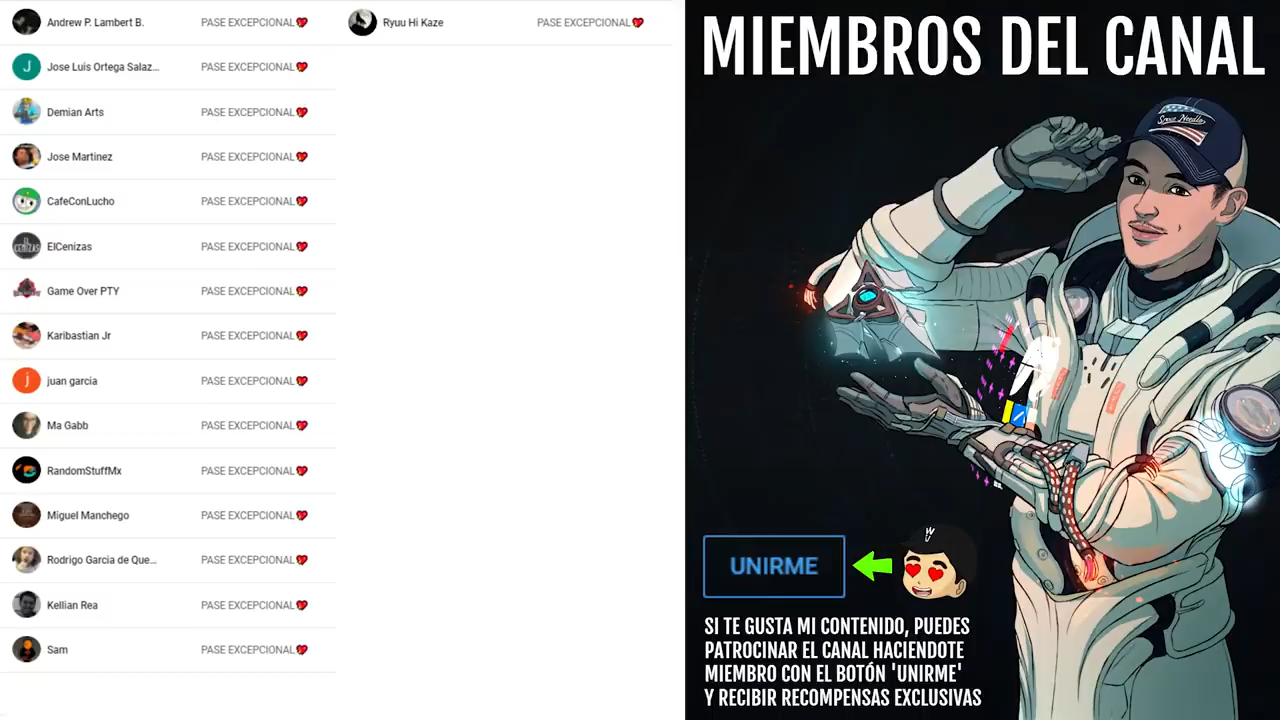 Andrew P. Lambert B. PASE EXCEPCIONAL
Jose Luis Ortega Salaz... PASE EXCEPCIONAL
Demian Arts PASE EXCEPCIONAL
Jose Martinez PASE EXCEPCIONAL
CafeConLucho PASE EXCEPCIONAL
ElCenizas PASE EXCEPCIONAL
Game Over PTY PASE EXCEPCIONAL
Karibastian Jr PASE EXCEPCIONAL
juan garcia PASE EXCEPCIONAL
Ma Gabb PASE EXCEPCIONAL
RandomStuffMx PASE EXCEPCIONAL
Miguel Manchego PASE EXCEPCIONAL
Rodrigo Garcia de Que... PASE EXCEPCIONAL
Kellian Rea PASE EXCEPCIONAL
Sam PASE EXCEPCIONAL
Ryuu Hi Kaze PASE EXCEPCIONAL
MIEMBROS DEL CANAL
Space Needle
UNIRME
SI TE GUSTA MI CONTENIDO, PUEDES
PATROCINAR EL CANAL HACIENDOTE
MIEMBRO CON EL BOTÓN 'UNIRME'
Y RECIBIR RECOMPENSAS EXCLUSIVAS